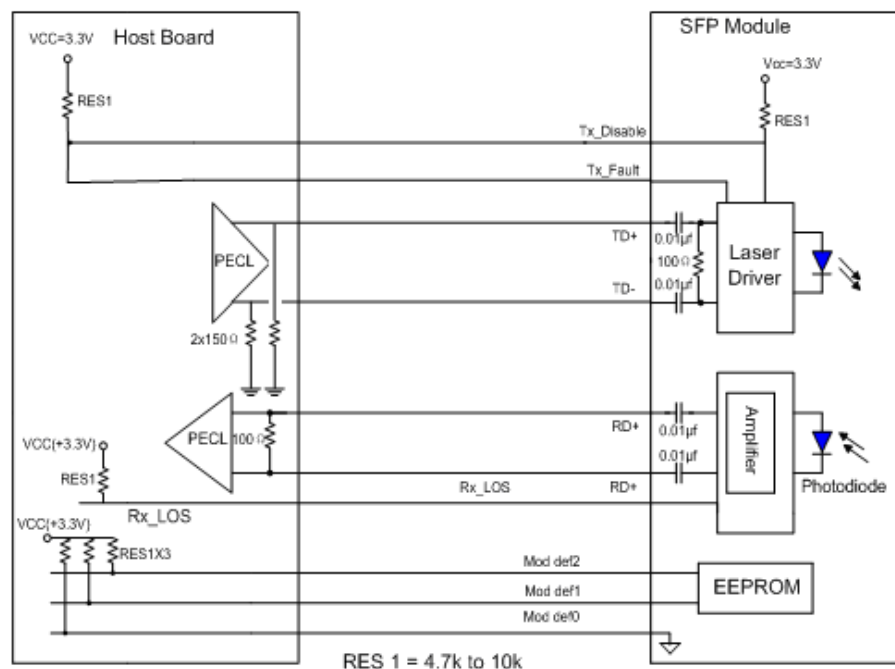 Host Board
SFP Module
VCC=3.3V
Vcc=3.3V
RES1
RES1
Tx_Disable
Tx_Fault
PECL
TD+
0.01µf
100Ω
0.01µf
TD-
Laser
Driver
2x150Ω
PECL
100Ω
RD+
0.01µf
0.01µf
Amplifier
VCC(+3.3V)
RES1
Rx_LOS
RD+
Photodiode
Rx_LOS
VCC(+3.3V)
RES1X3
Mod def2
Mod def1
Mod def0
EEPROM
RES 1 = 4.7k to 10k